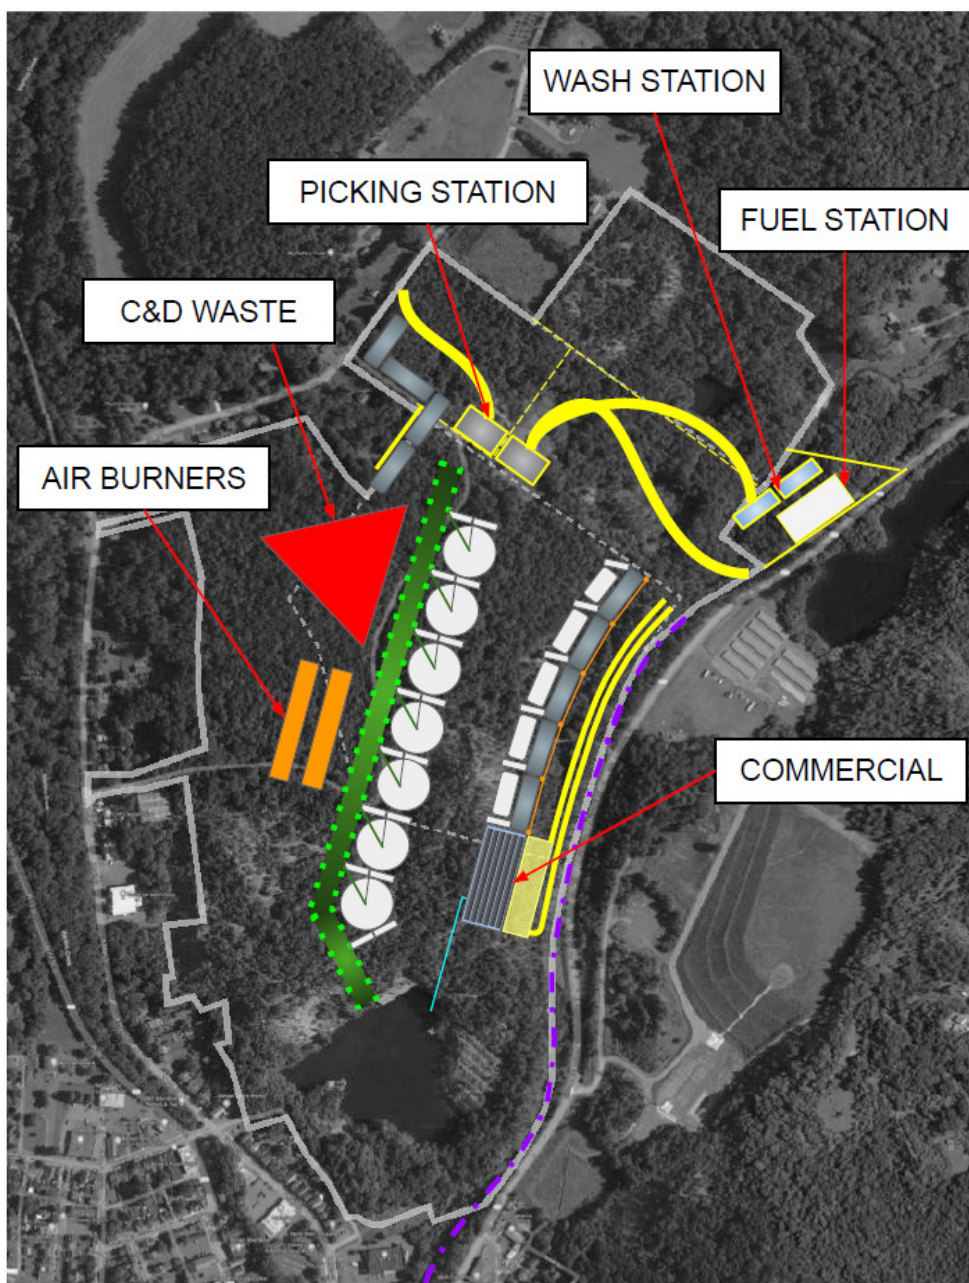 WASH STATION
PICKING STATION
FUEL STATION
C&D WASTE
AIR BURNERS
COMMERCIAL